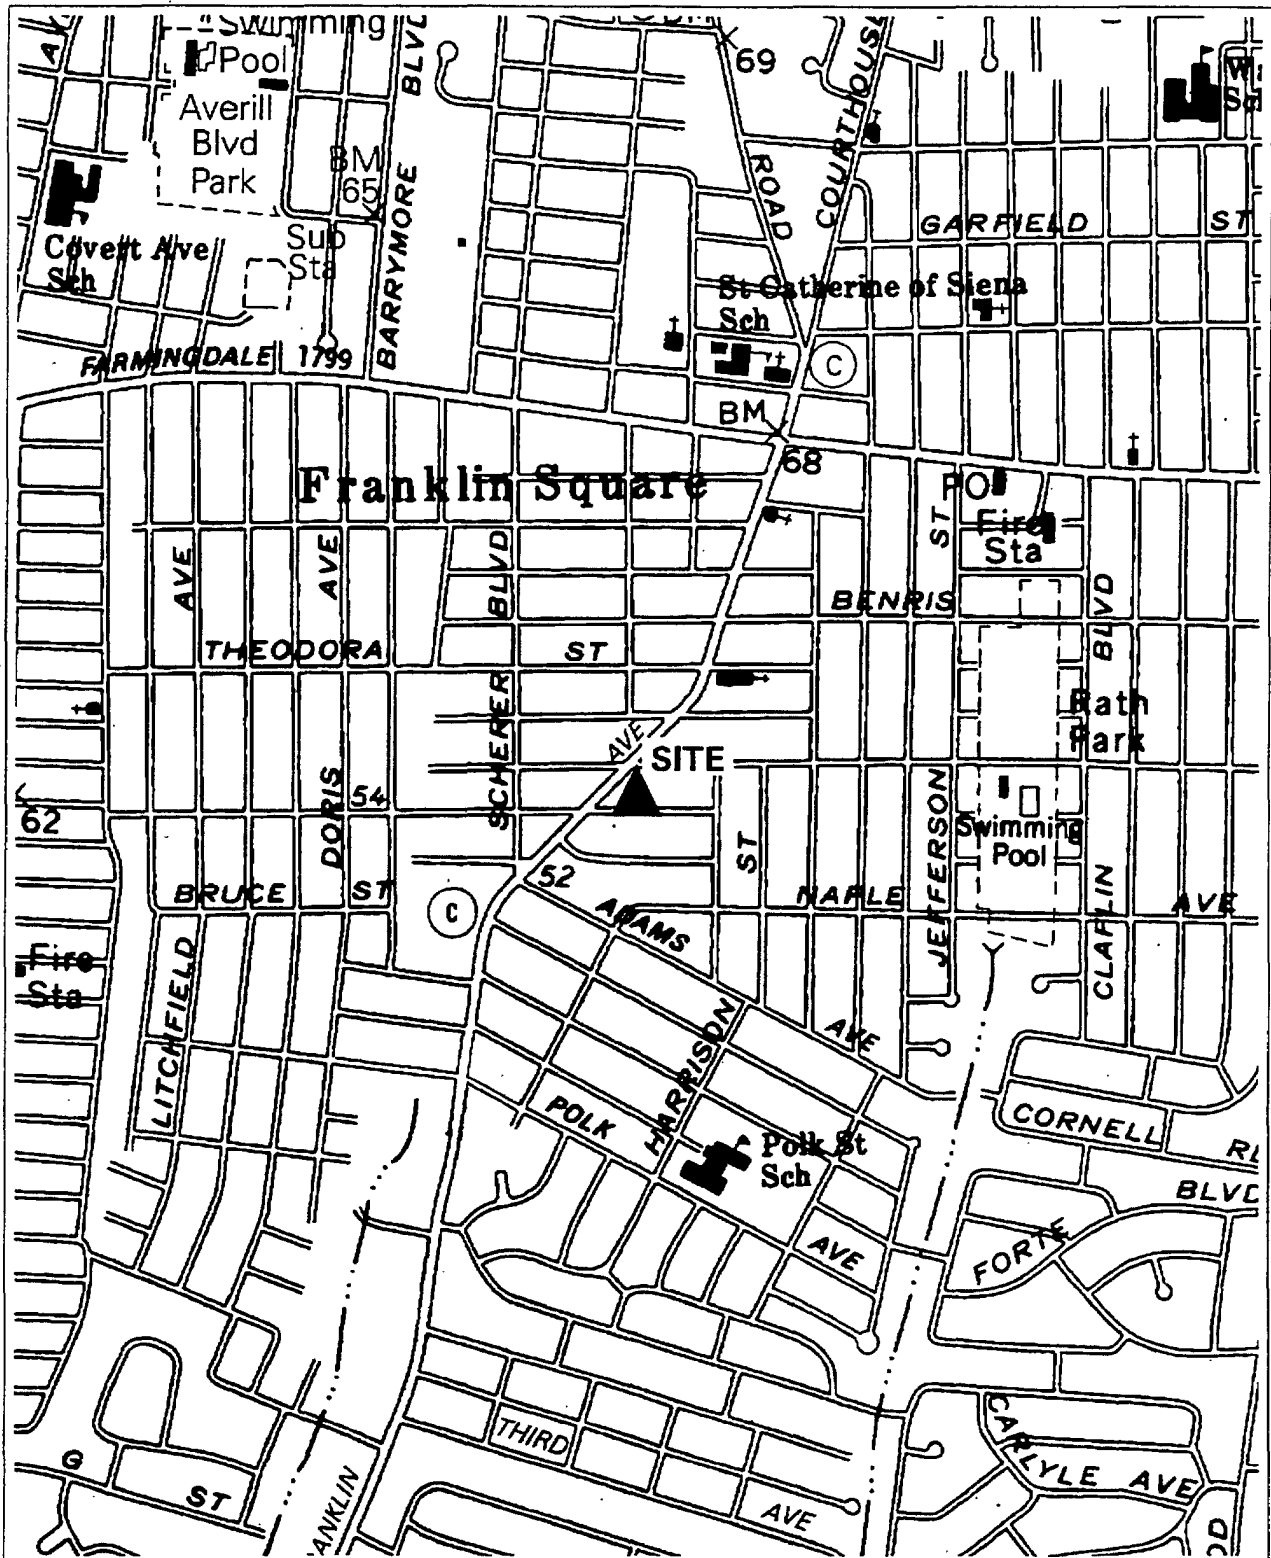 Swimming
Pool
BLVD
69
COURTHOUSE
Averill
Blvd
Park
BM
65
BARRYMORE
ROAD
GARFIELD
ST
Covert Ave
Sch
Sub
Sta
St Catherine of Siena
Sch
FARMINGDALE
1799
C
BM
68
Franklin Square
PO
Fire
Sta
ST
AVE
AVE
BLVD
BENRIS
BLVD
THEODORA
ST
SCHERER
Rath
Park
AVE
SITE
54
62
DORIS
JEFFERSON
Swimming
Pool
ST
52
BRUCE
ST
C
ADAMS
NAPLE
AVE
CLAFLIN
Fire
Sta
LITCHFIELD
HARRISON
AVE
POLK
CORNELL
Polk St
Sch
BLVD
FORTE
AVE
CARLYLE AVE
THIRD
AVE
G
ST
ANKLIN